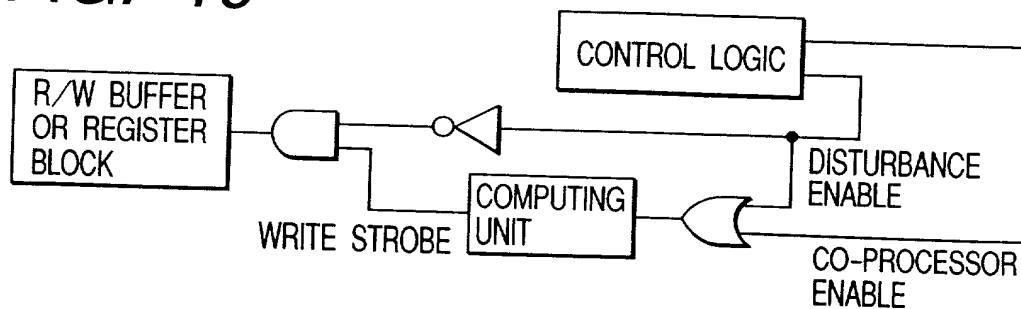 CONTROL LOGIC
R/W BUFFER
OR REGISTER
BLOCK
DISTURBANCE
ENABLE
COMPUTING
UNIT
WRITE STROBE
CO-PROCESSOR
ENABLE